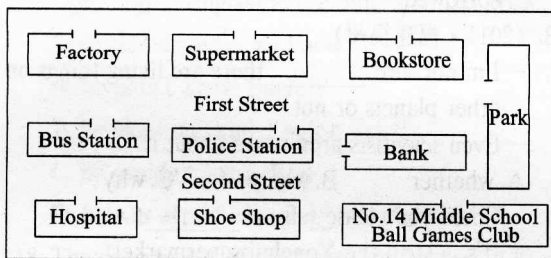 Factory
Supermarket
Bookstore
First Street
Park
Bus Station
Police Station
Bank
Second Street
Hospital
Shoe Shop
No.14 Middle School
Ball Games Club